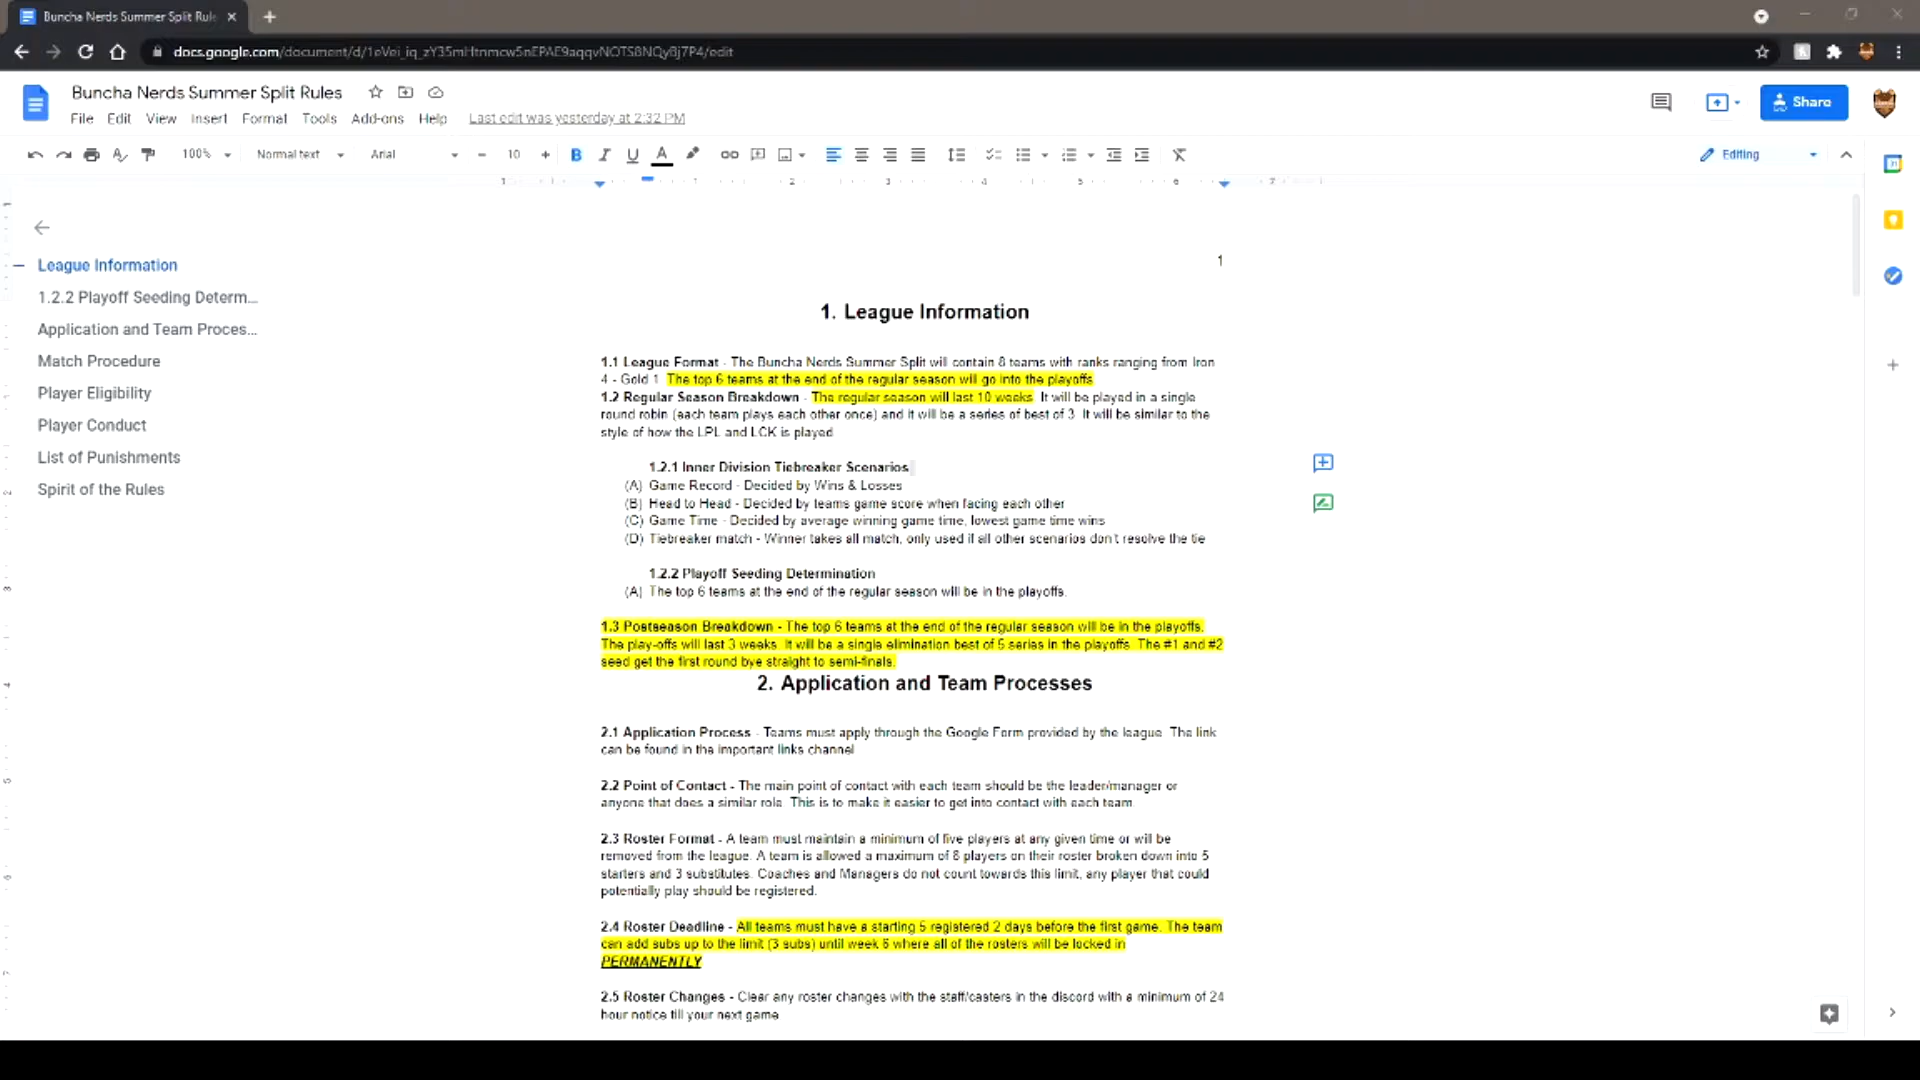 Buncha Nerds Summer Split Rule
docs.google.com/document/d/1eVei_iq_zY35mHtnmcw5nEPAE9aqqvNOTS8NQyBj7P4/edit
Buncha Nerds Summer Split Rules
File Edit View Insert Format Tools Add-ons Help Last edit was yesterday at 2:32 PM
Share
100% Normal text Arial 10 Editing
League Information
1.2.2 Playoff Seeding Determ...
Application and Team Proces...
Match Procedure
Player Eligibility
Player Conduct
List of Punishments
Spirit of the Rules
1
1. League Information
1.1 League Format - The Buncha Nerds Summer Split will contain 8 teams with ranks ranging from Iron
4 - Gold 1. The top 6 teams at the end of the regular season will go into the playoffs
1.2 Regular Season Breakdown - The regular season will last 10 weeks. It will be played in a single
round robin (each team plays each other once) and it will be a series of best of 3. It will be similar to the
style of how the LPL and LCK is played
1.2.1 Inner Division Tiebreaker Scenarios
(A) Game Record - Decided by Wins & Losses
(B) Head to Head - Decided by teams game score when facing each other
(C) Game Time - Decided by average winning game time, lowest game time wins
(D) Tiebreaker match - Winner takes all match, only used if all other scenarios don't resolve the tie
1.2.2 Playoff Seeding Determination
(A) The top 6 teams at the end of the regular season will be in the playoffs.
1.3 Postseason Breakdown - The top 6 teams at the end of the regular season will be in the playoffs.
The play-offs will last 3 weeks. It will be a single elimination best of 5 series in the playoffs. The #1 and #2
seed get the first round bye straight to semi-finals.
2. Application and Team Processes
2.1 Application Process - Teams must apply through the Google Form provided by the league. The link
can be found in the important links channel
2.2 Point of Contact - The main point of contact with each team should be the leader/manager or
anyone that does a similar role. This is to make it easier to get into contact with each team.
2.3 Roster Format - A team must maintain a minimum of five players at any given time or will be
removed from the league. A team is allowed a maximum of 8 players on their roster broken down into 5
starters and 3 substitutes. Coaches and Managers do not count towards this limit, any player that could
potentially play should be registered.
2.4 Roster Deadline - All teams must have a starting 5 registered 2 days before the first game. The team
can add subs up to the limit (3 subs) until week 6 where all of the rosters will be locked in
PERMANENTLY
2.5 Roster Changes - Clear any roster changes with the staff/casters in the discord with a minimum of 24
hour notice till your next game